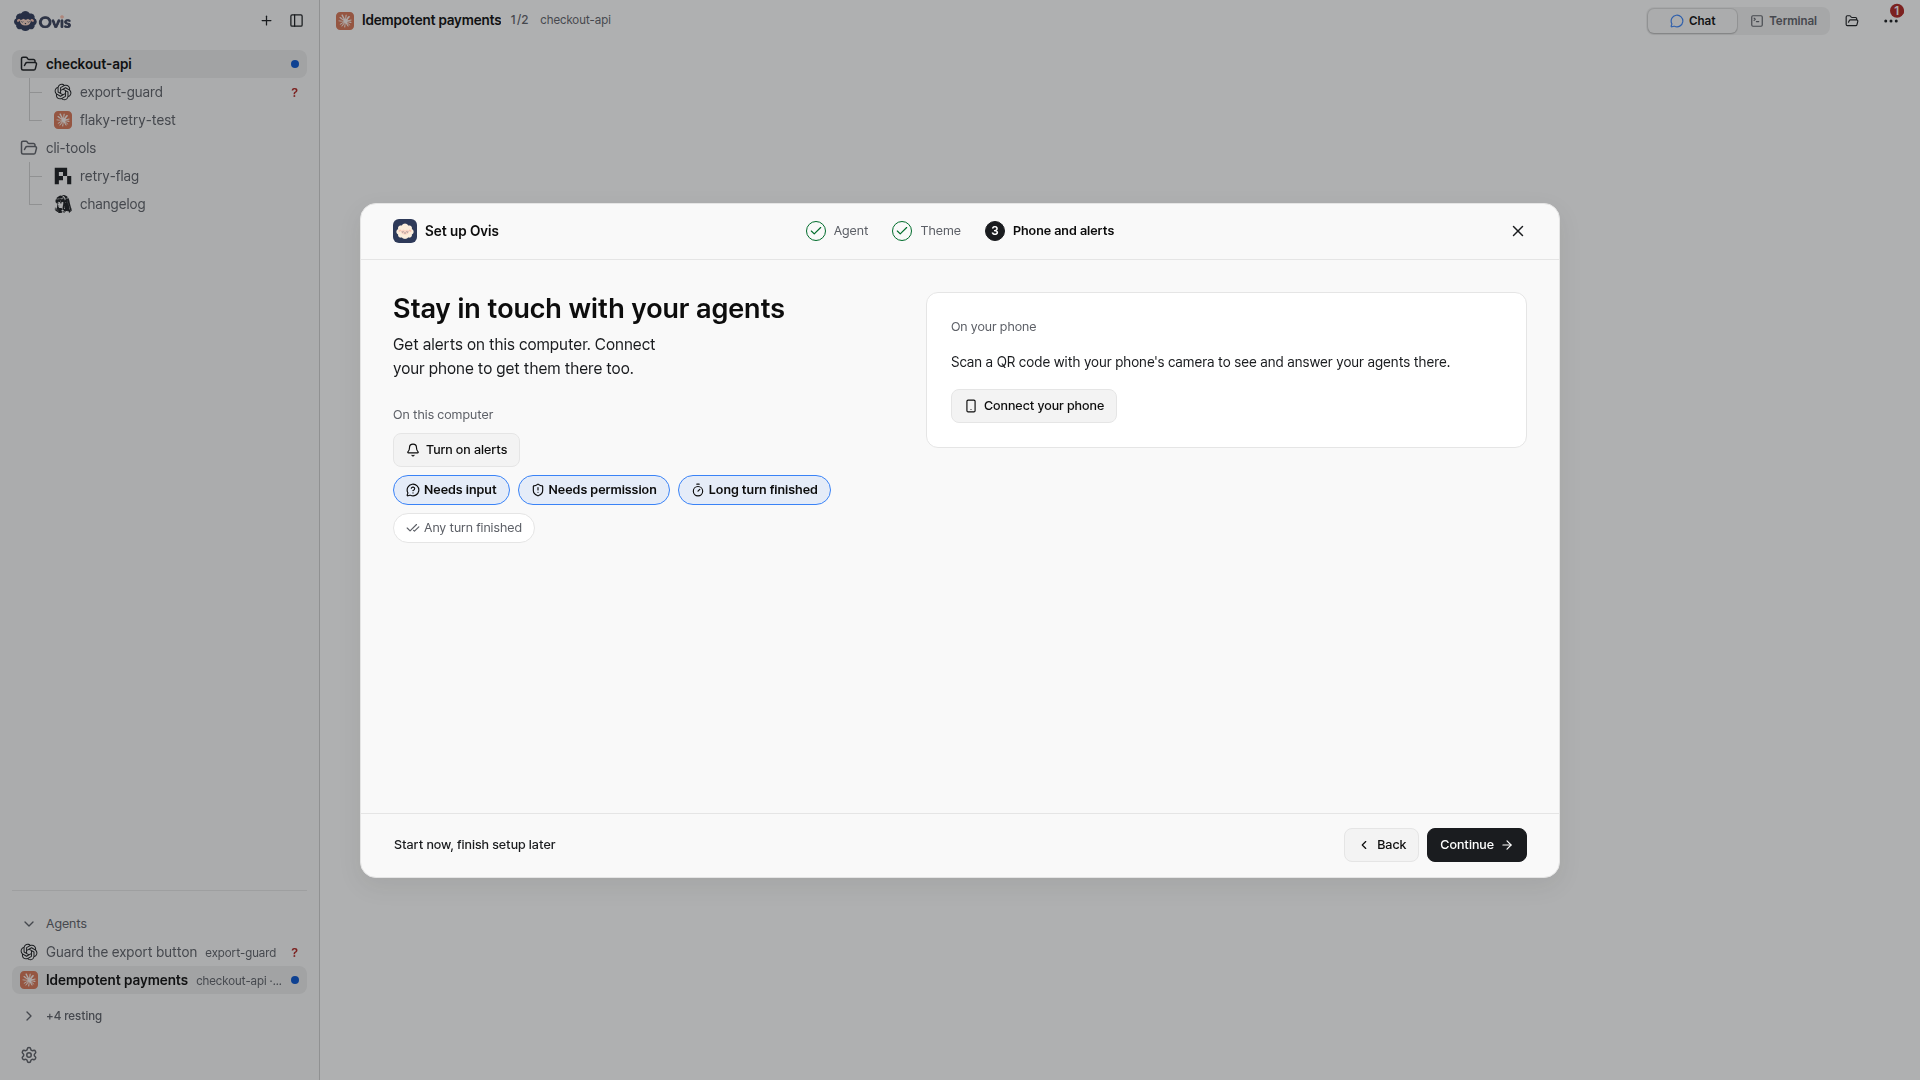 Ovis
checkout-api
export-guard ?
flaky-retry-test
cli-tools
retry-flag
changelog
Agents
Guard the export button export-guard ?
Idempotent payments checkout-api ·...
+4 resting
Idempotent payments 1/2 checkout-api
Chat Terminal 1
Set up Ovis
Agent Theme 3 Phone and alerts
Stay in touch with your agents
Get alerts on this computer. Connect
your phone to get them there too.
On this computer
Turn on alerts
Needs input Needs permission Long turn finished
Any turn finished
On your phone
Scan a QR code with your phone's camera to see and answer your agents there.
Connect your phone
Start now, finish setup later
Back Continue